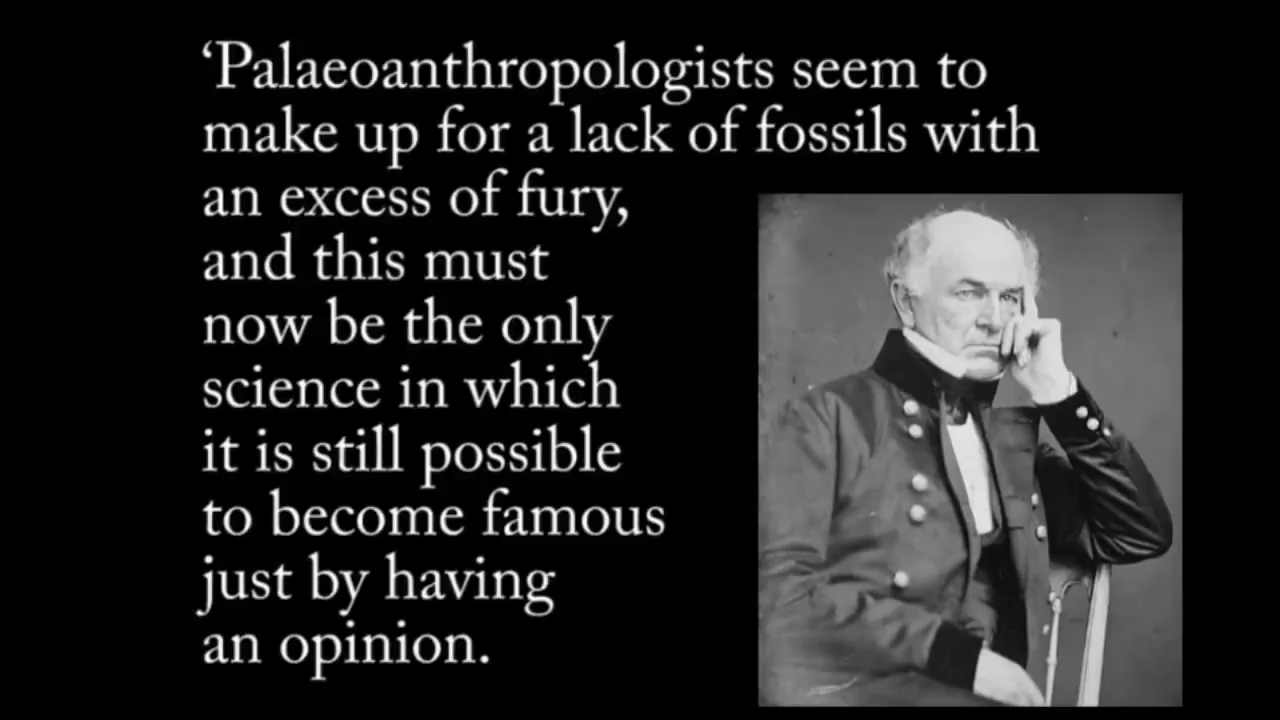 ‘Palaeoanthropologists seem to
make up for a lack of fossils with
an excess of fury,
and this must
now be the only
science in which
it is still possible
to become famous
just by having
an opinion.